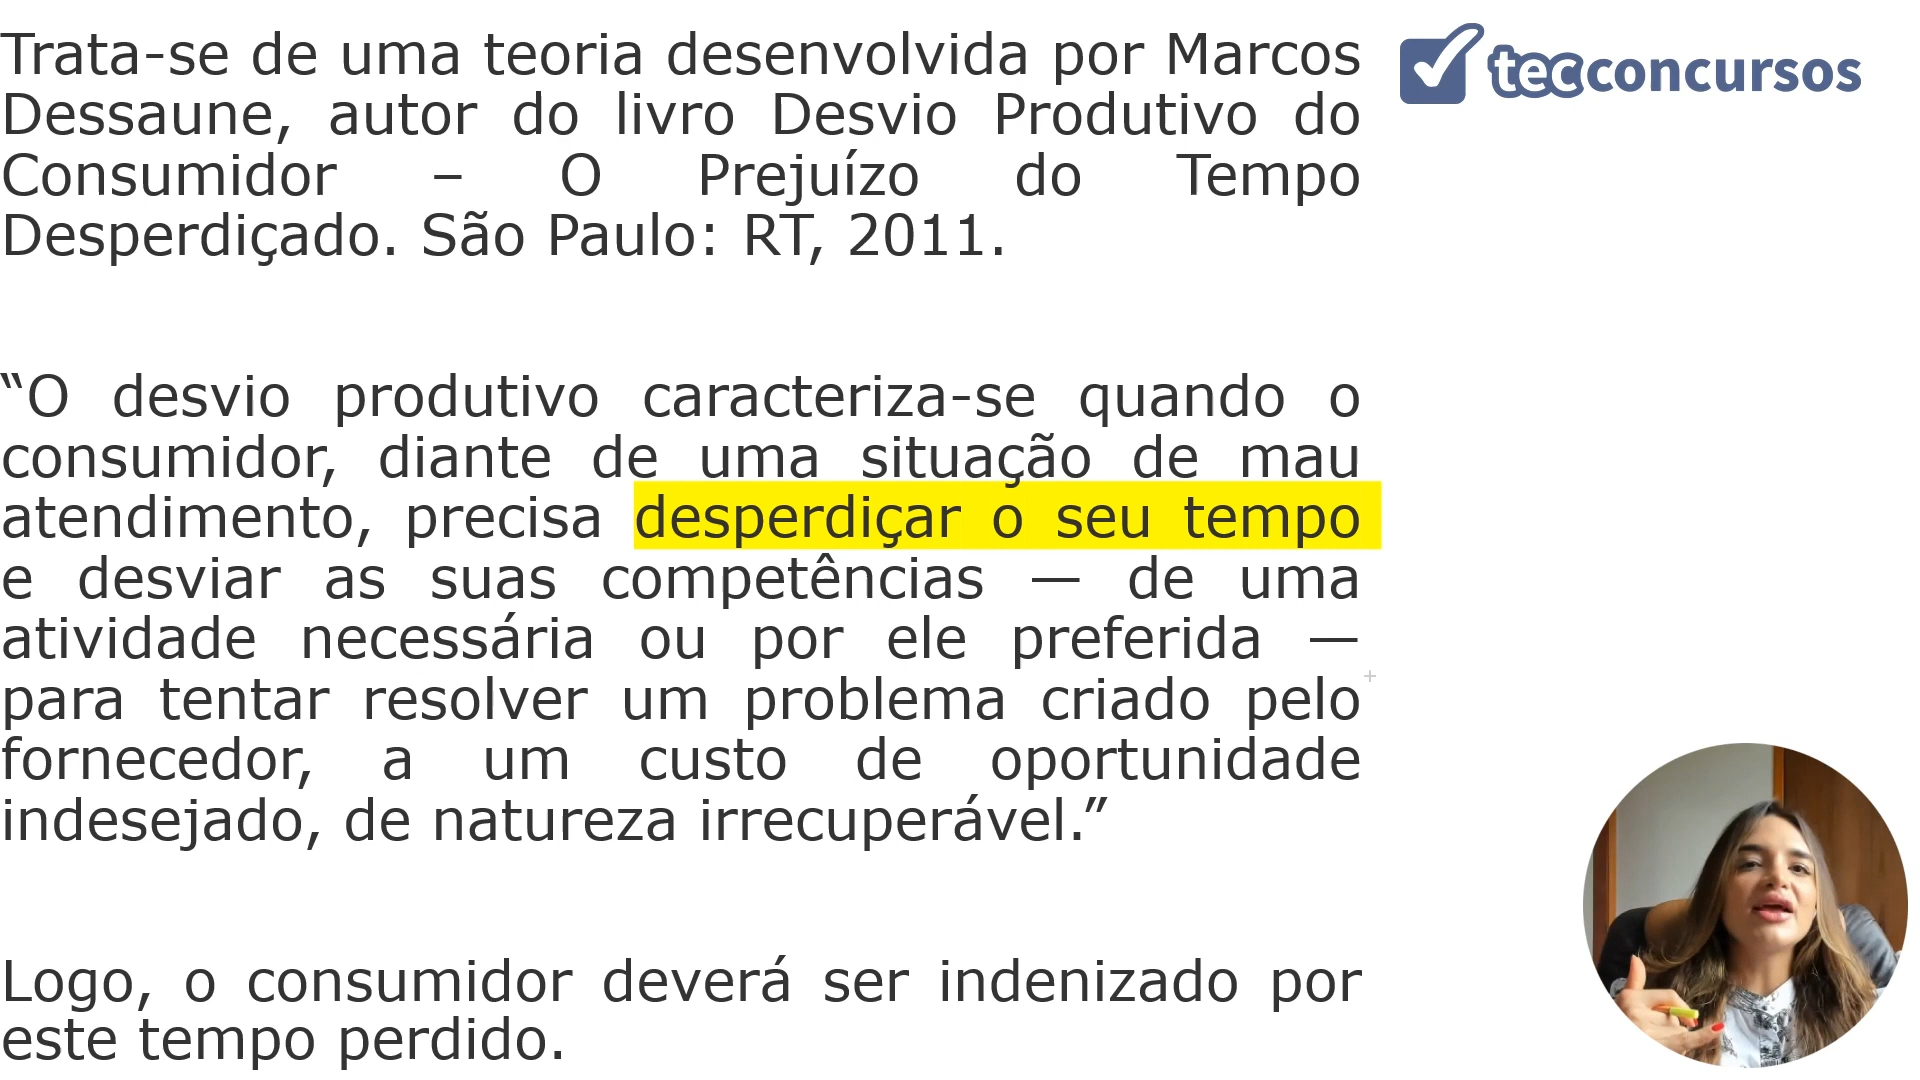 Trata-se de uma teoria desenvolvida por Marcos
Dessaune, autor do livro Desvio Produtivo do
Consumidor – O Prejuízo do Tempo
Desperdiçado. São Paulo: RT, 2011.
tecconcursos
“O desvio produtivo caracteriza-se quando o
consumidor, diante de uma situação de mau
atendimento, precisa desperdiçar o seu tempo
e desviar as suas competências — de uma
atividade necessária ou por ele preferida —
para tentar resolver um problema criado pelo
fornecedor, a um custo de oportunidade
indesejado, de natureza irrecuperável.”
Logo, o consumidor deverá ser indenizado por
este tempo perdido.